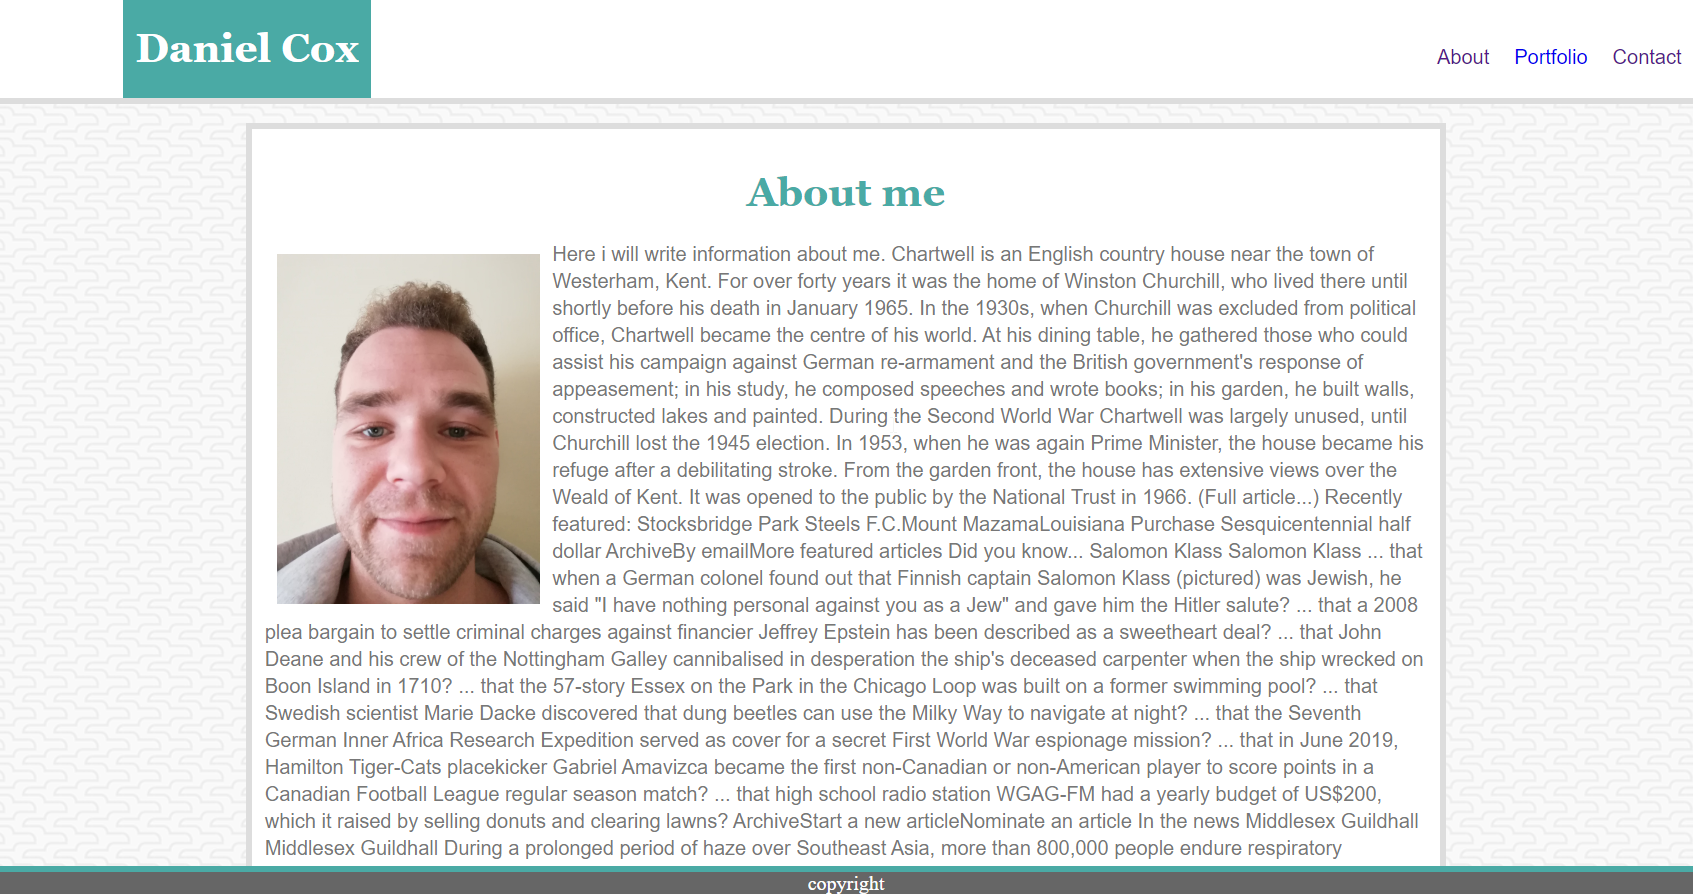 Daniel Cox
About Portfolio Contact
About me
Here i will write information about me. Chartwell is an English country house near the town of
Westerham, Kent. For over forty years it was the home of Winston Churchill, who lived there until
shortly before his death in January 1965. In the 1930s, when Churchill was excluded from political
office, Chartwell became the centre of his world. At his dining table, he gathered those who could
assist his campaign against German re-armament and the British government's response of
appeasement; in his study, he composed speeches and wrote books; in his garden, he built walls,
constructed lakes and painted. During the Second World War Chartwell was largely unused, until
Churchill lost the 1945 election. In 1953, when he was again Prime Minister, the house became his
refuge after a debilitating stroke. From the garden front, the house has extensive views over the
Weald of Kent. It was opened to the public by the National Trust in 1966. (Full article...) Recently
featured: Stocksbridge Park Steels F.C.Mount MazamaLouisiana Purchase Sesquicentennial half
dollar ArchiveBy emailMore featured articles Did you know... Salomon Klass Salomon Klass ... that
when a German colonel found out that Finnish captain Salomon Klass (pictured) was Jewish, he
said "I have nothing personal against you as a Jew" and gave him the Hitler salute? ... that a 2008
plea bargain to settle criminal charges against financier Jeffrey Epstein has been described as a sweetheart deal? ... that John
Deane and his crew of the Nottingham Galley cannibalised in desperation the ship's deceased carpenter when the ship wrecked on
Boon Island in 1710? ... that the 57-story Essex on the Park in the Chicago Loop was built on a former swimming pool? ... that
Swedish scientist Marie Dacke discovered that dung beetles can use the Milky Way to navigate at night? ... that the Seventh
German Inner Africa Research Expedition served as cover for a secret First World War espionage mission? ... that in June 2019,
Hamilton Tiger-Cats placekicker Gabriel Amavizca became the first non-Canadian or non-American player to score points in a
Canadian Football League regular season match? ... that high school radio station WGAG-FM had a yearly budget of US$200,
which it raised by selling donuts and clearing lawns? ArchiveStart a new articleNominate an article In the news Middlesex Guildhall
Middlesex Guildhall During a prolonged period of haze over Southeast Asia, more than 800,000 people endure respiratory
copyright